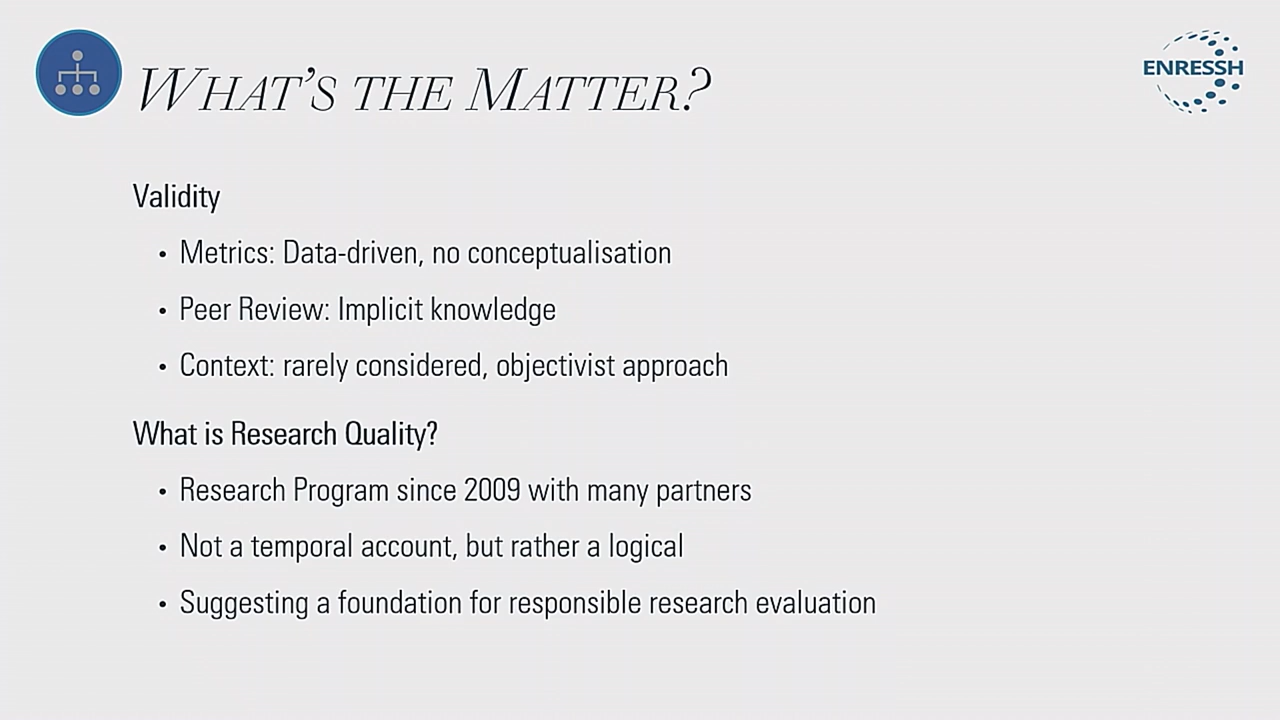 WHAT'S THE MATTER?
ENRESSH
Validity
• Metrics: Data-driven, no conceptualisation
• Peer Review: Implicit knowledge
• Context: rarely considered, objectivist approach
What is Research Quality?
• Research Program since 2009 with many partners
• Not a temporal account, but rather a logical
• Suggesting a foundation for responsible research evaluation